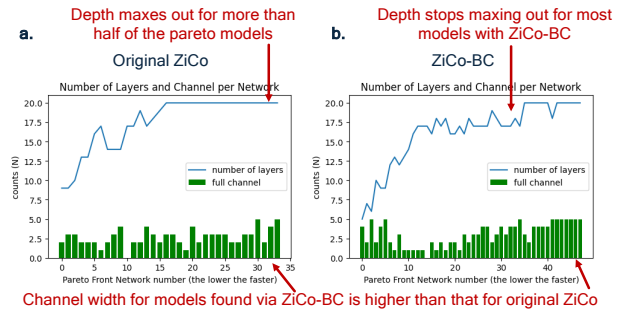 Depth maxes out for more than
half of the pareto models
a.
Original ZiCo
Number of Layers and Channel per Network
counts (N)
20.0
17.5
15.0
12.5
10.0
7.5
5.0
2.5
0.0
number of layers
full channel
0 5 10 15 20 25 30 35
Pareto Front Network number (the lower the faster)
Depth stops maxing out for most
models with ZiCo-BC
b.
ZiCo-BC
Number of Layers and Channel per Network
counts (N)
20.0
17.5
15.0
12.5
10.0
7.5
5.0
2.5
0.0
number of layers
full channel
0 10 20 30 40
Pareto Front Network number (the lower the faster)
Channel width for models found via ZiCo-BC is higher than that for original ZiCo